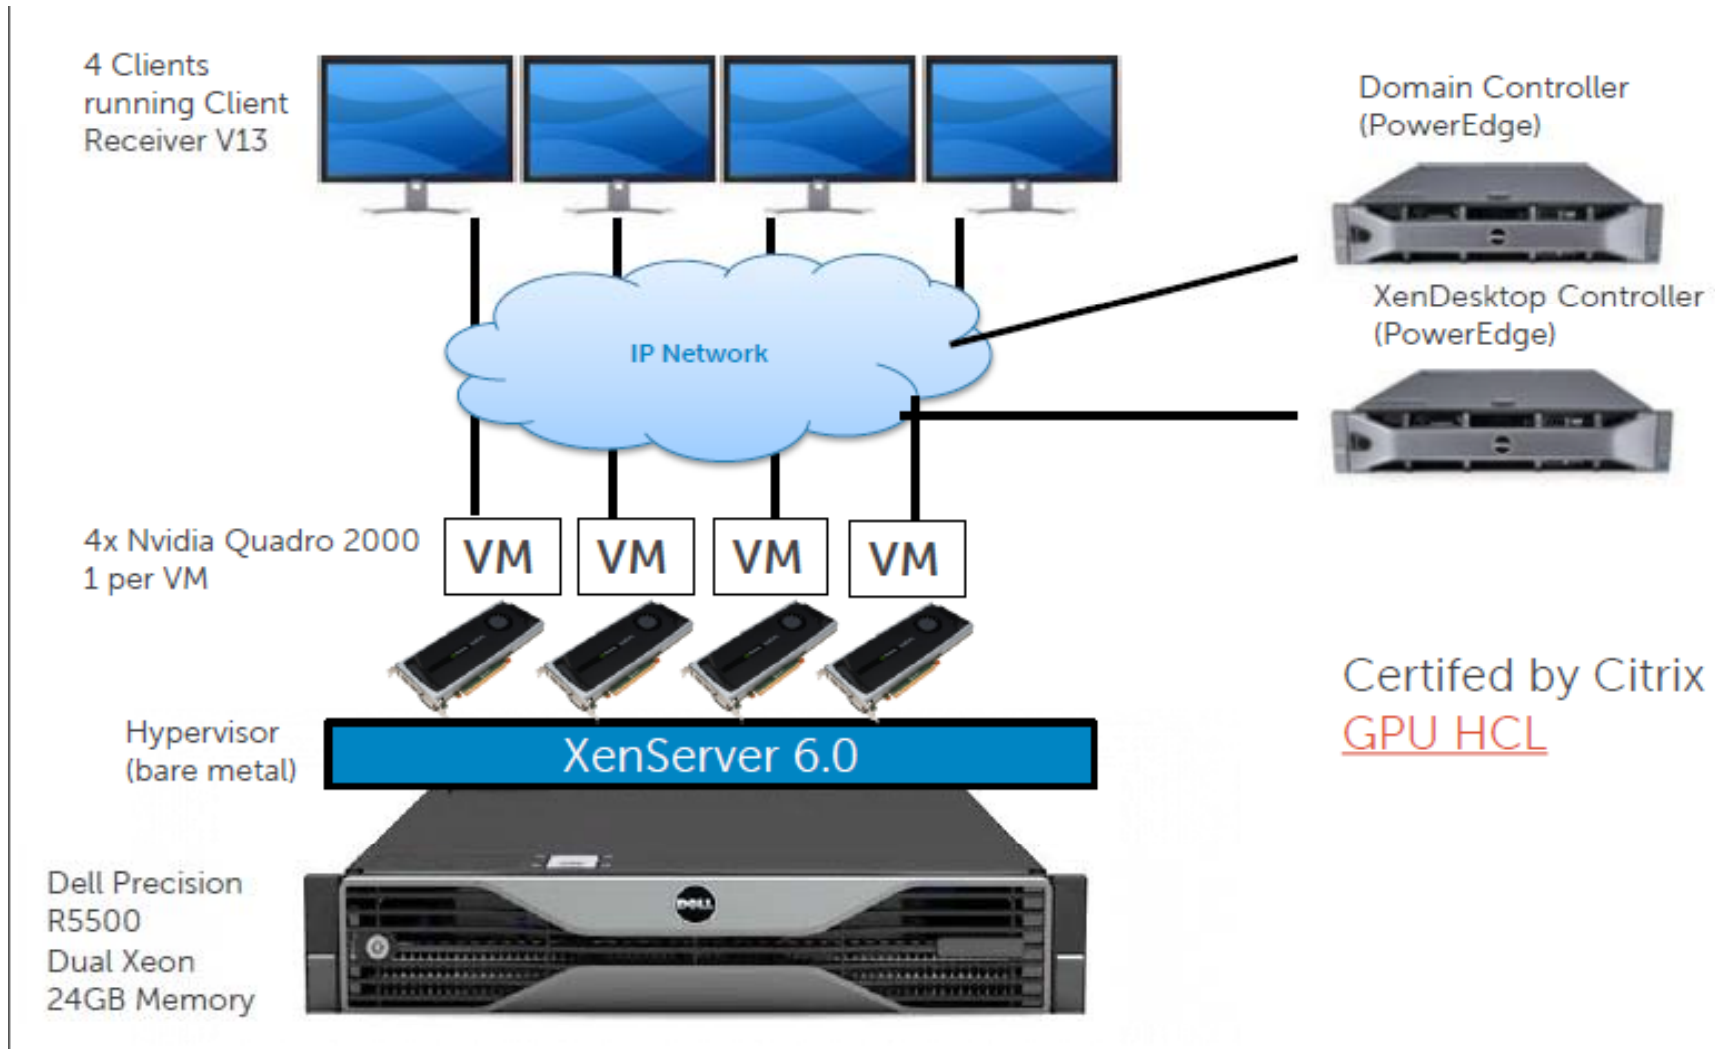 4 Clients
running Client
Receiver V13
Domain Controller
(PowerEdge)
XenDesktop Controller
(PowerEdge)
IP Network
4x Nvidia Quadro 2000
1 per VM
VM
VM
VM
VM
Certifed by Citrix
GPU HCL
Hypervisor
(bare metal)
XenServer 6.0
Dell Precision
R5500
Dual Xeon
24GB Memory
DELL